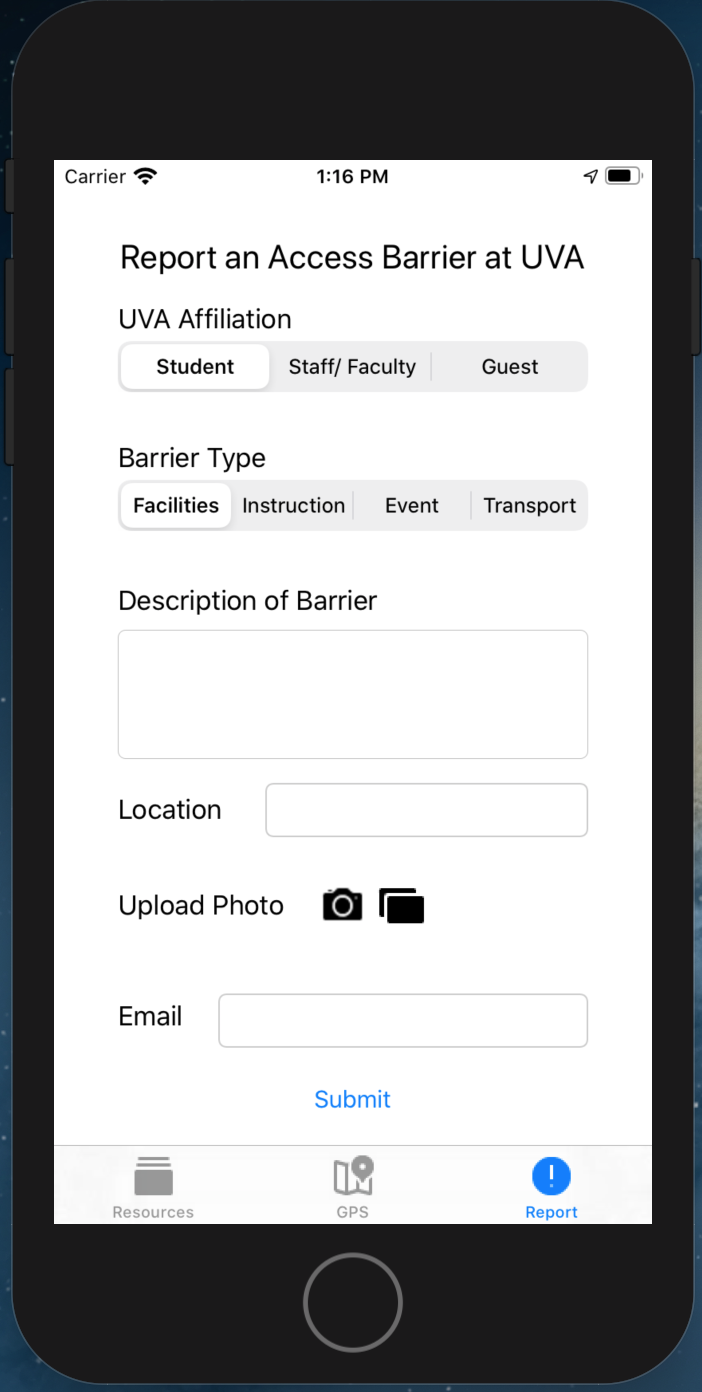 Carrier 1:16 PM
Report an Access Barrier at UVA
UVA Affiliation
Student Staff/ Faculty Guest
Barrier Type
Facilities Instruction Event Transport
Description of Barrier
Location
Upload Photo
Email
Submit
Resources GPS Report